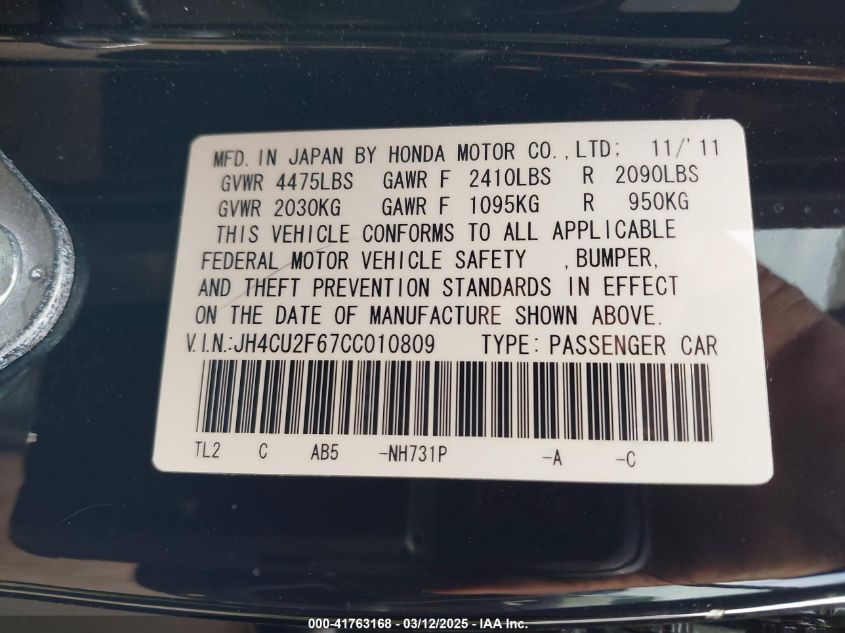 MFD. IN JAPAN BY HONDA MOTOR CO., LTD; 11/'11
GVWR 4475LBS GAWR F 2410LBS R 2090LBS
GVWR 2030KG GAWR F 1095KG R 950KG
THIS VEHICLE CONFORMS TO ALL APPLICABLE
FEDERAL MOTOR VEHICLE SAFETY , BUMPER,
AND THEFT PREVENTION STANDARDS IN EFFECT
ON THE DATE OF MANUFACTURE SHOWN ABOVE.
V.I.N.:JH4CU2F67CC010809 TYPE: PASSENGER CAR
TL2 C AB5 -NH731P -A -C
000-41763168 - 03/12/2025 - IAA Inc.